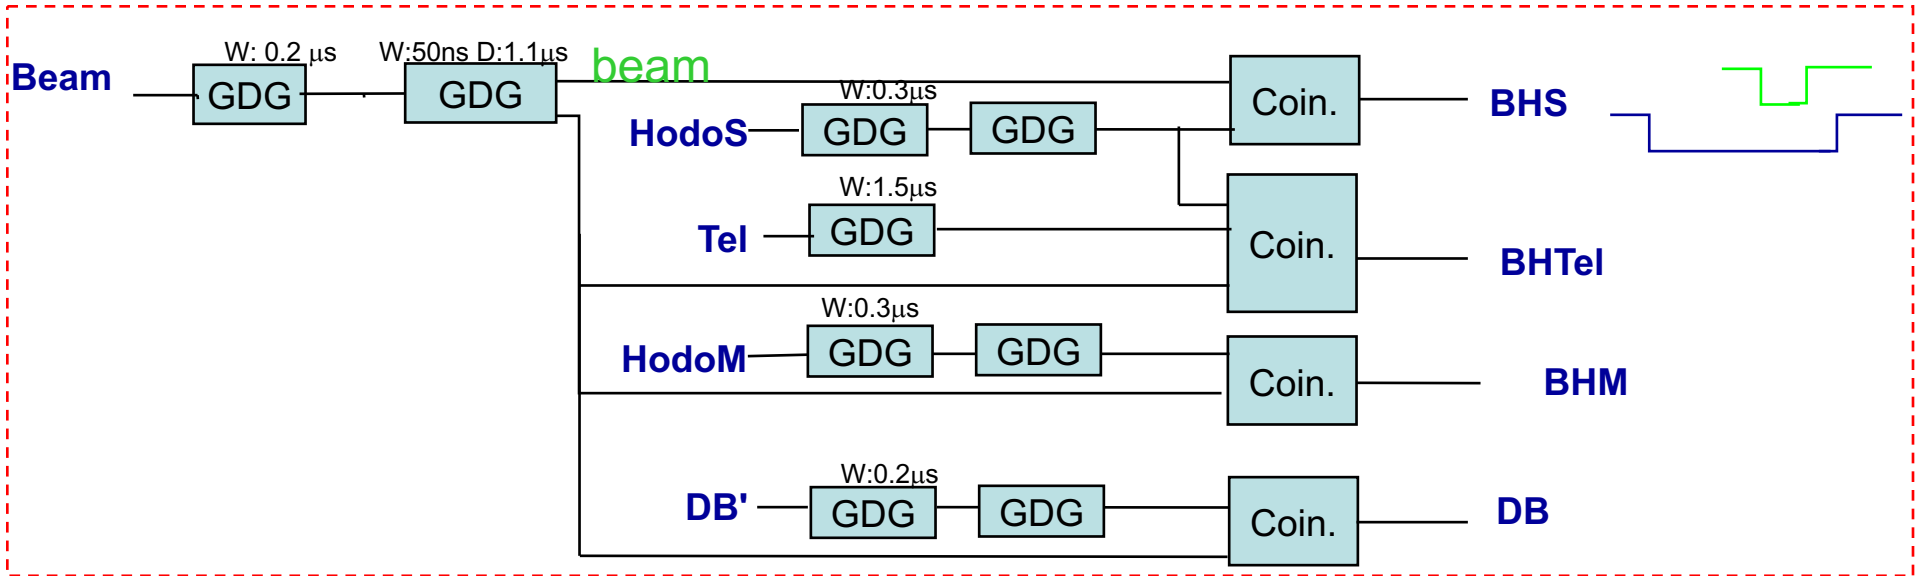 W: 0.2 μs
W:50ns D:1.1μs
beam
Beam
GDG
GDG
W:0.3μs
Coin.
BHS
HodoS
GDG
GDG
W:1.5μs
Tel
GDG
Coin.
BHTel
W:0.3μs
HodoM
GDG
GDG
Coin.
BHM
W:0.2μs
DB'
GDG
GDG
Coin.
DB